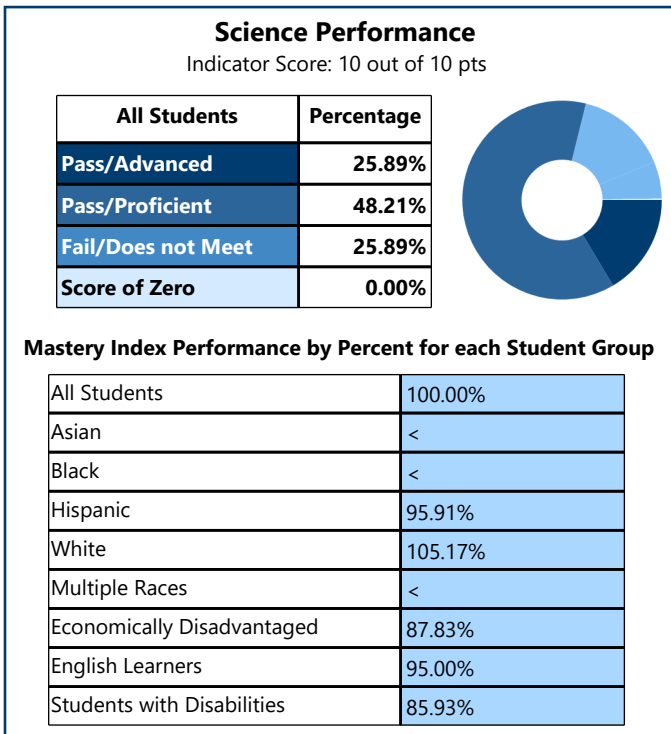 Science Performance
Indicator Score: 10 out of 10 pts
All Students Percentage
Pass/Advanced 25.89%
Pass/Proficient 48.21%
Fail/Does not Meet 25.89%
Score of Zero 0.00%
Mastery Index Performance by Percent for each Student Group
All Students 100.00%
Asian <
Black <
Hispanic 95.91%
White 105.17%
Multiple Races <
Economically Disadvantaged 87.83%
English Learners 95.00%
Students with Disabilities 85.93%